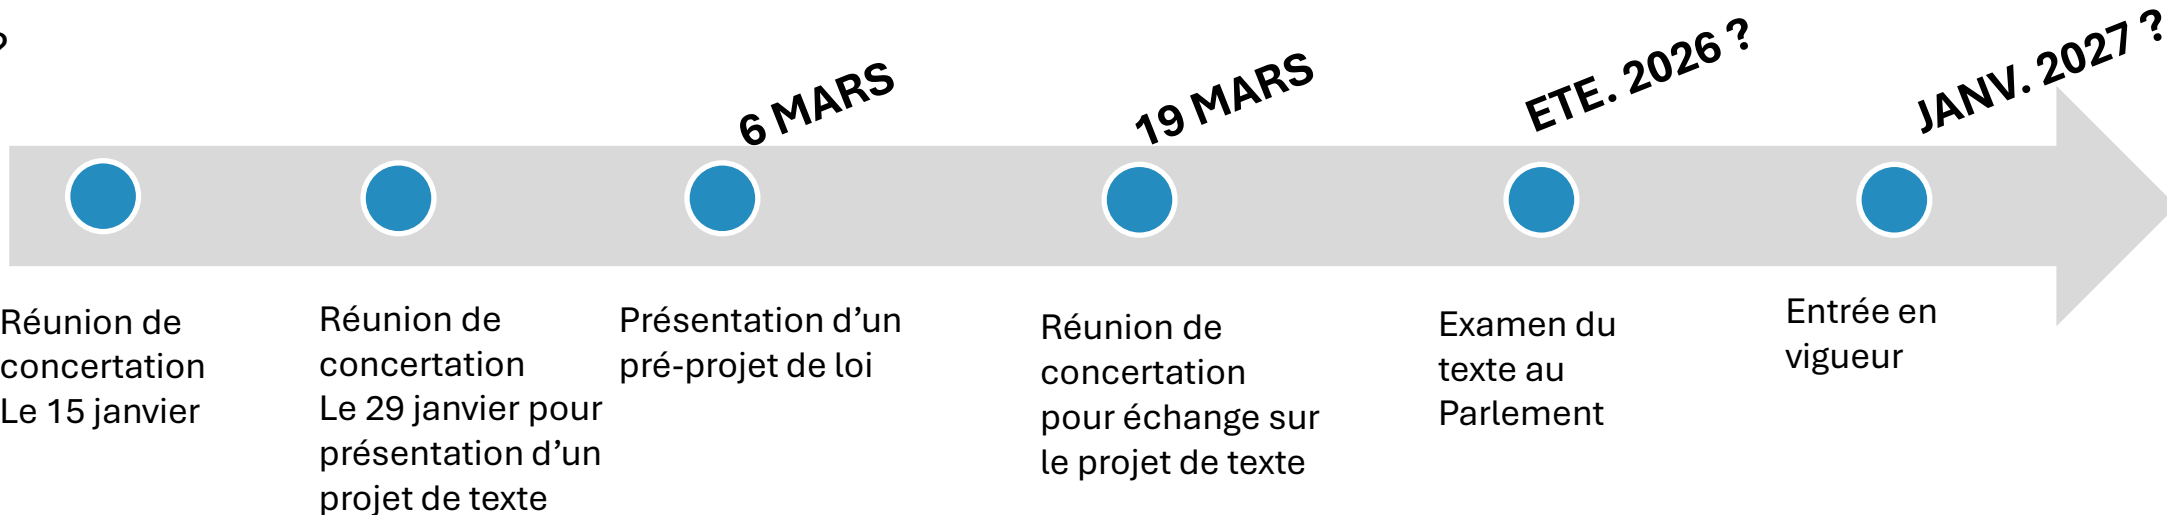 ?
6 MARS
19 MARS
ETE. 2026 ?
JANV. 2027 ?
Réunion de
concertation
Le 15 janvier
Réunion de
concertation
Le 29 janvier pour
présentation d’un
projet de texte
Présentation d’un
pré-projet de loi
Réunion de
concertation
pour échange sur
le projet de texte
Examen du
texte au
Parlement
Entrée en
vigueur